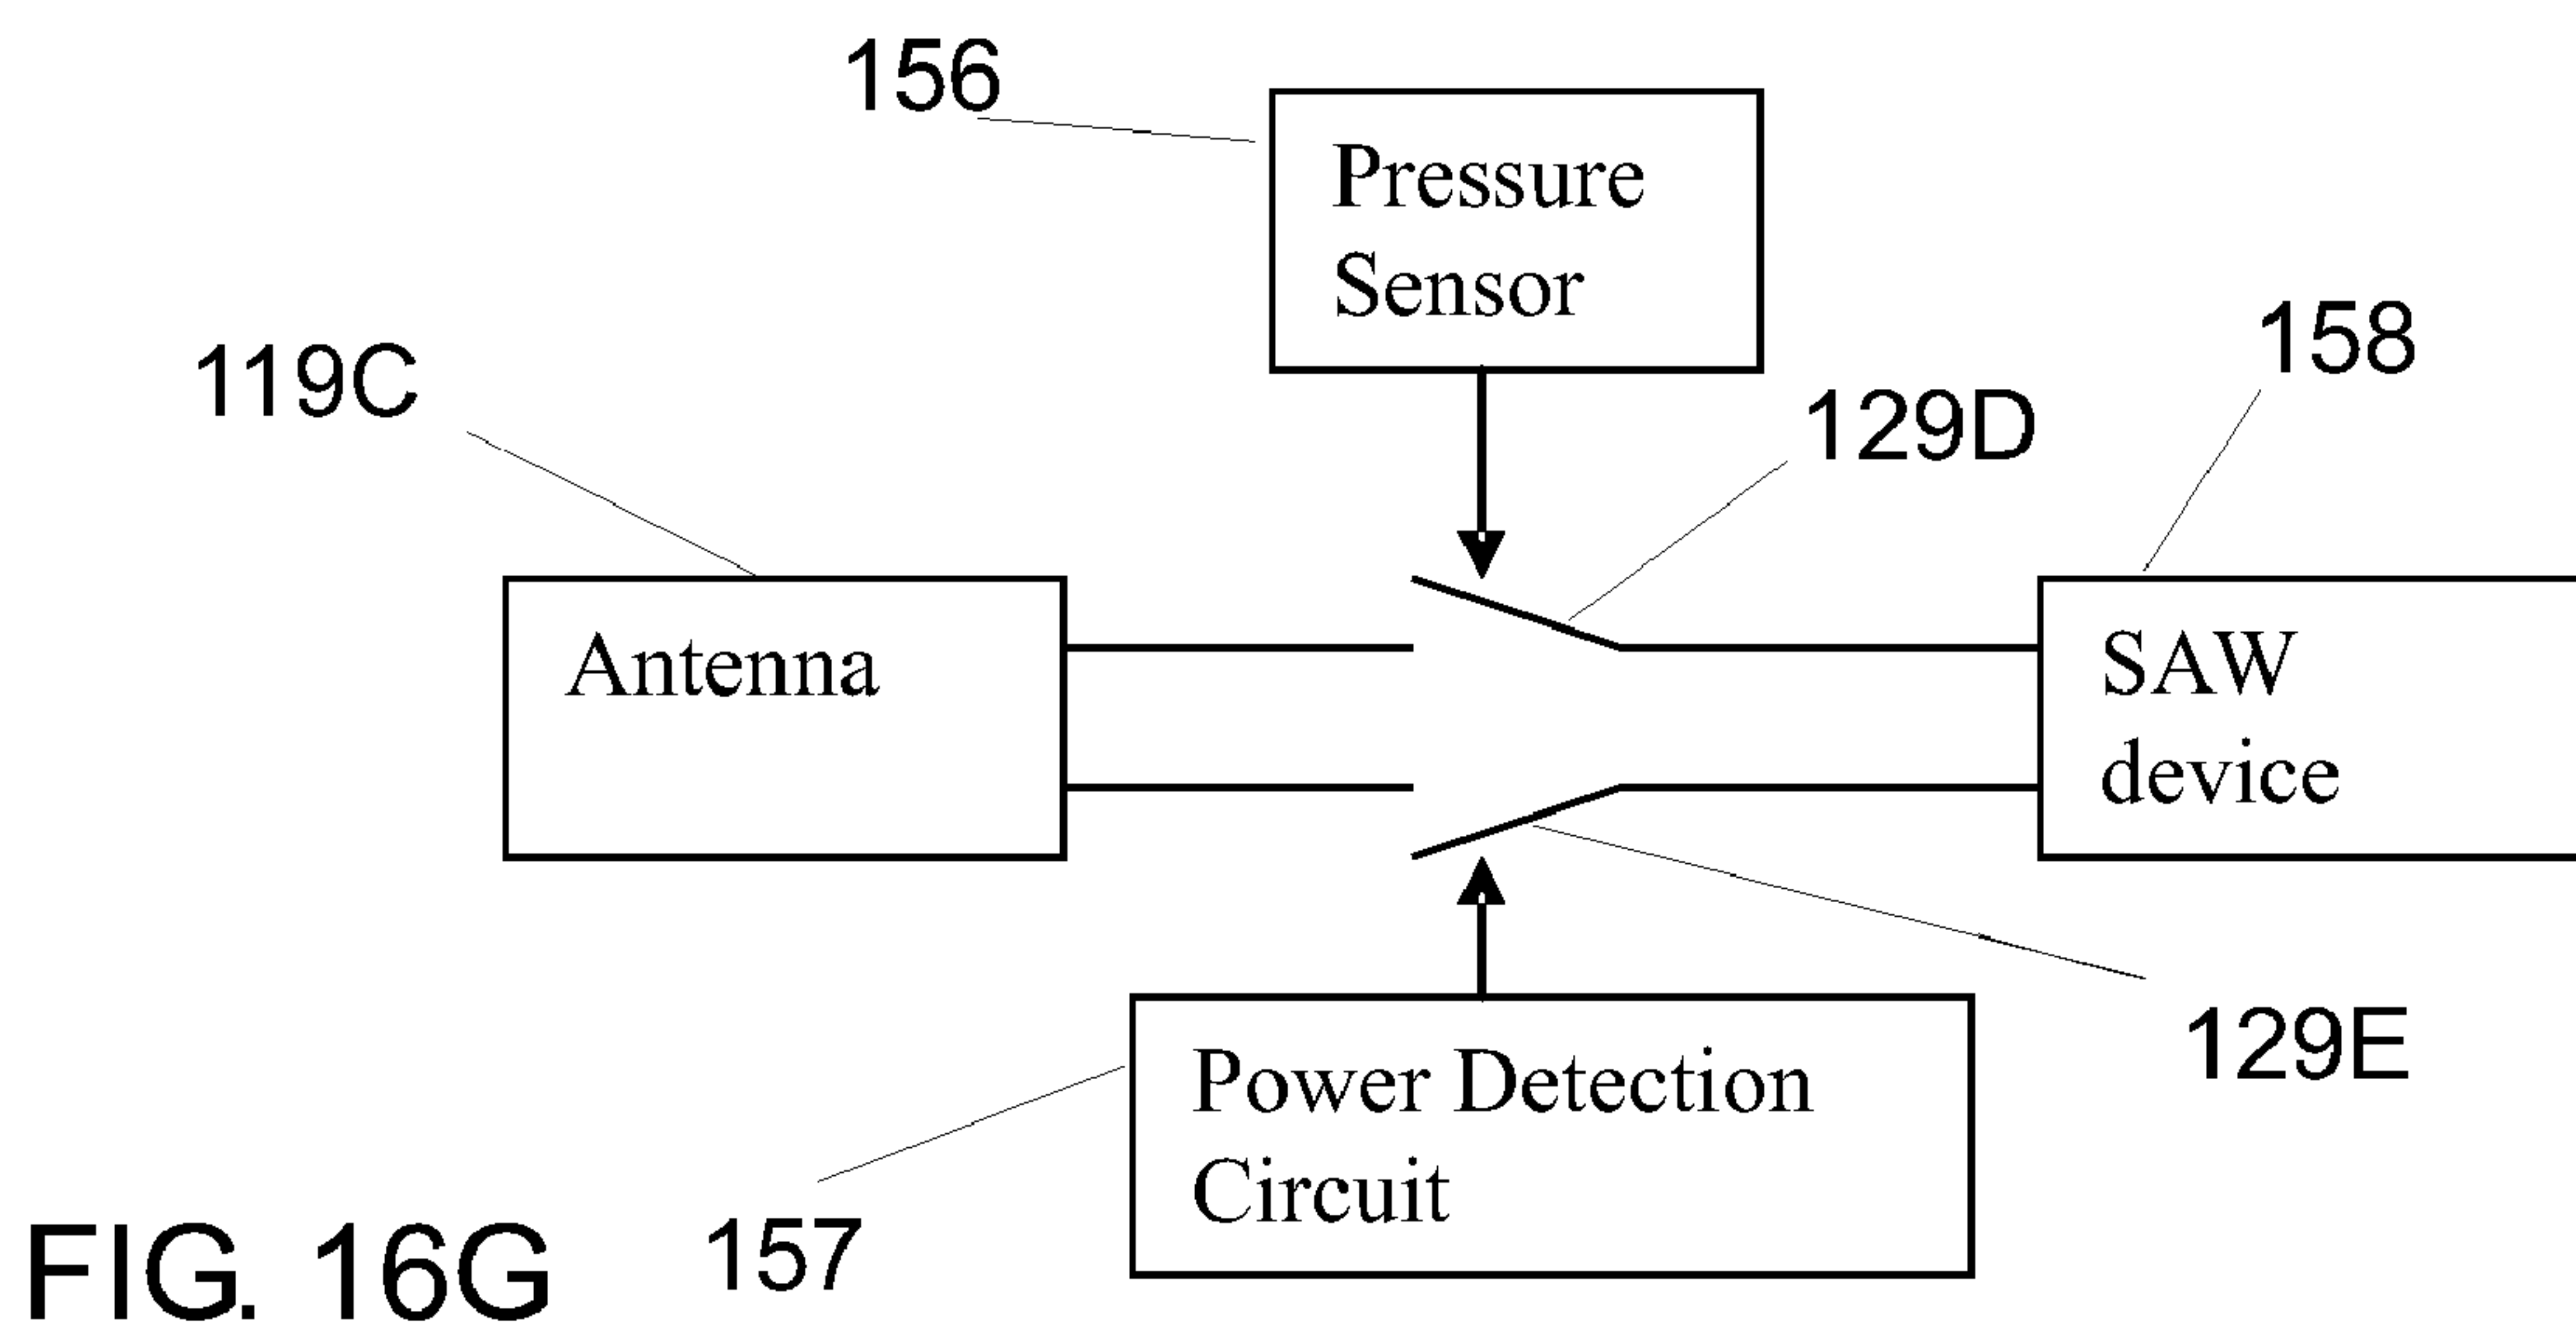 156
Pressure
Sensor
158
119C
129D
Antenna
SAW
device
129E
Power Detection
Circuit
157
FIG. 16G